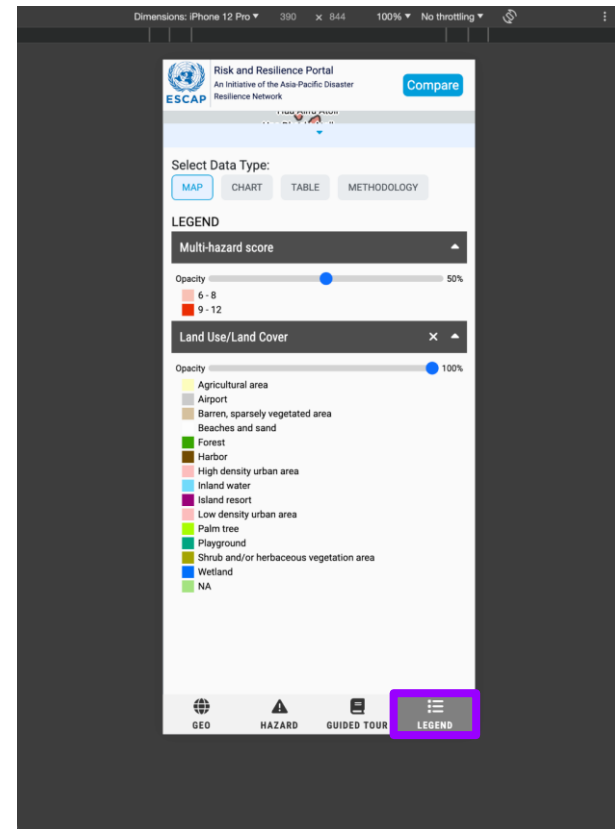 Dimensions: iPhone 12 Pro ▼ 390 × 844 100% ▼ No throttling ▼
Risk and Resilience Portal
An Initiative of the Asia-Pacific Disaster
Resilience Network
ESCAP
Compare
Select Data Type:
MAP CHART TABLE METHODOLOGY
LEGEND
Multi-hazard score
Opacity 50%
6 - 8
9 - 12
Land Use/Land Cover ×
Opacity 100%
Agricultural area
Airport
Barren, sparsely vegetated area
Beaches and sand
Forest
Harbor
High density urban area
Inland water
Island resort
Low density urban area
Palm tree
Playground
Shrub and/or herbaceous vegetation area
Wetland
NA
GEO HAZARD GUIDED TOUR LEGEND